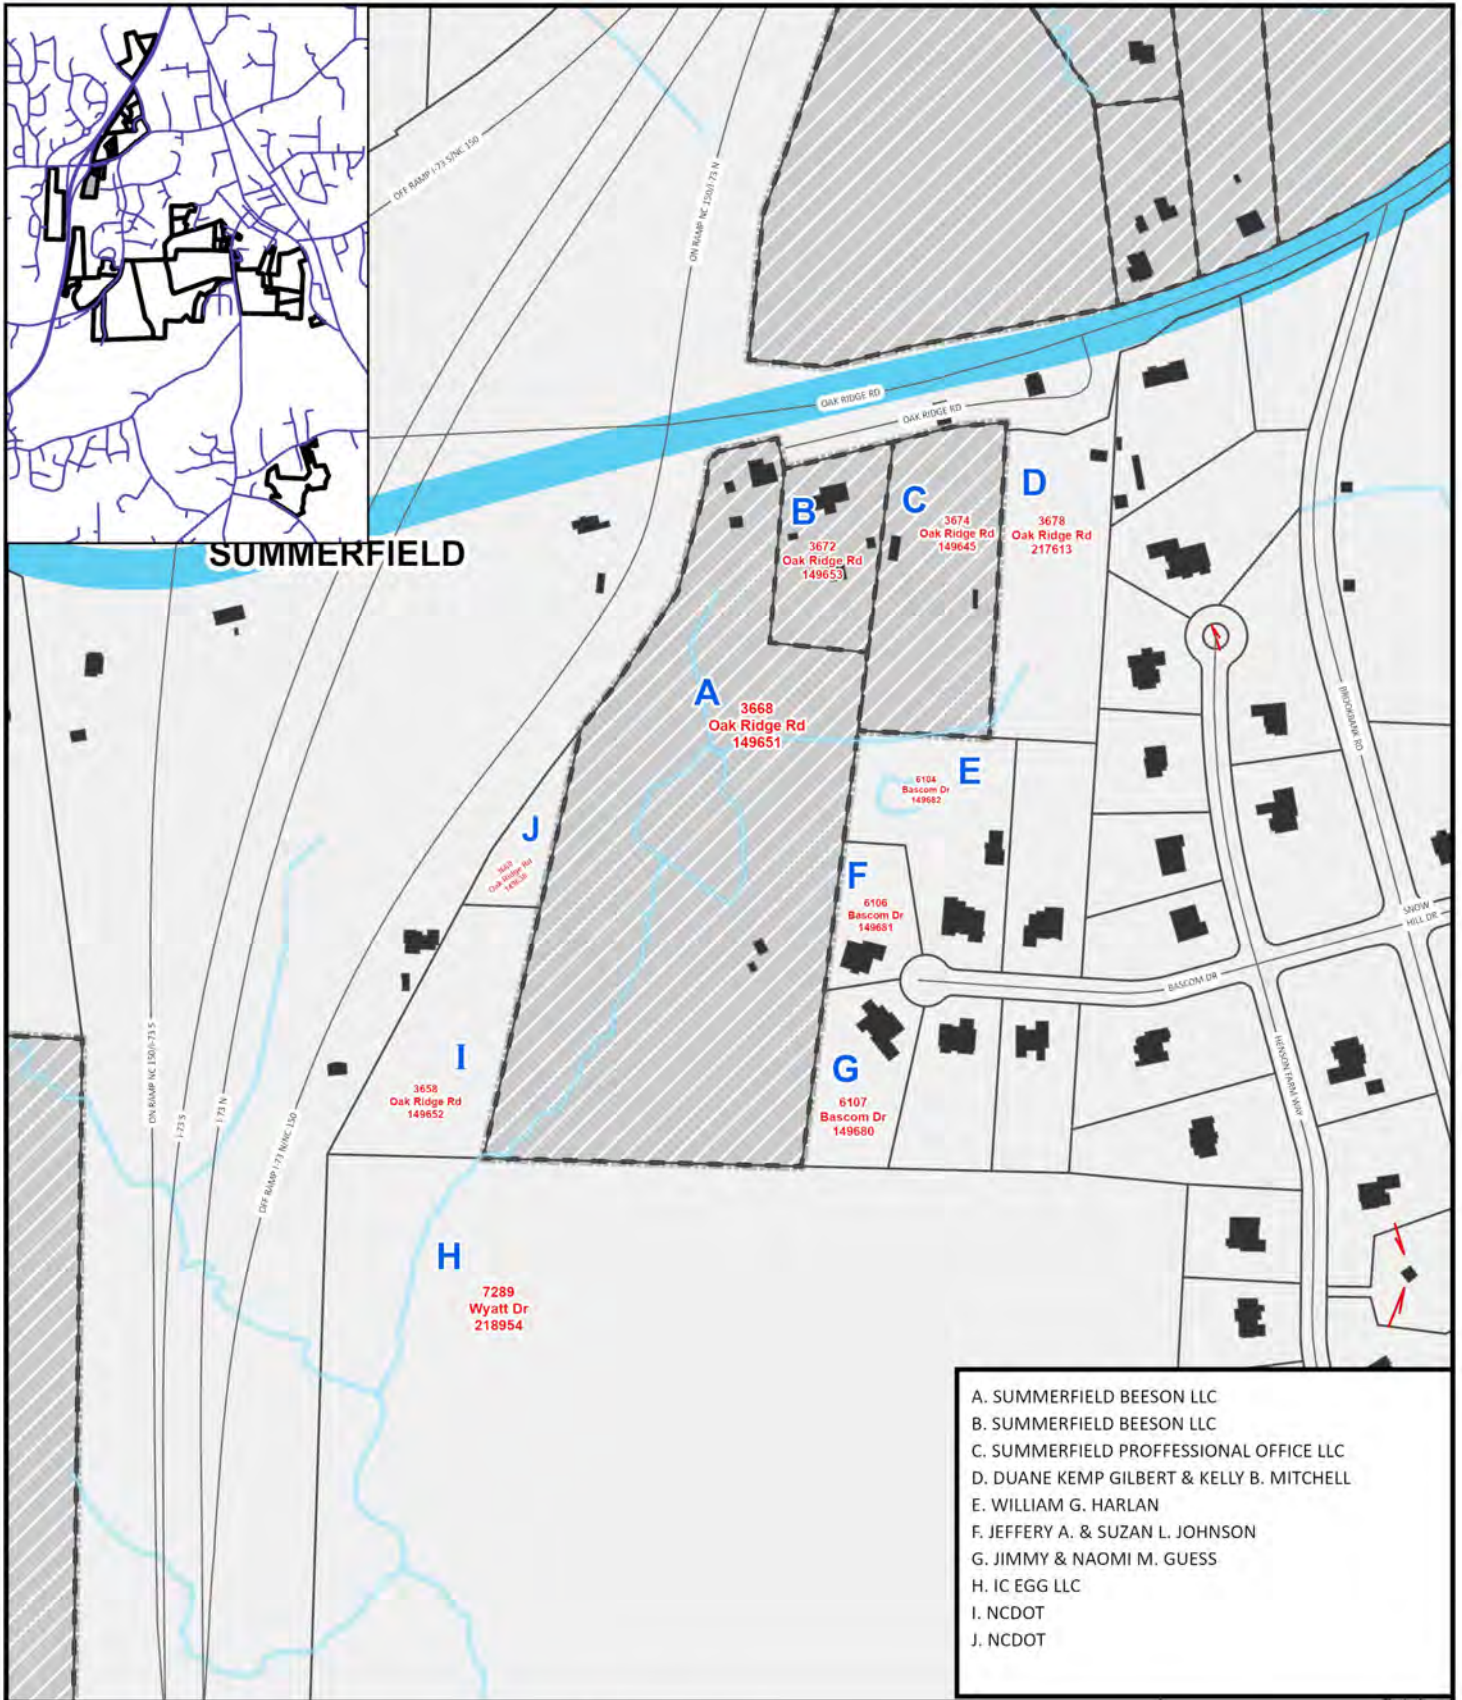 OFF RAMP I-73 S/NC 150
ON RAMP NC 150/I-73 N
OAK RIDGE RD
OAK RIDGE RD
SUMMERFIELD
B
3672
Oak Ridge Rd
149653
C
3674
Oak Ridge Rd
149645
D
3678
Oak Ridge Rd
217613
A
3668
Oak Ridge Rd
149651
BROOKBANK RD
E
6104
Bascom Dr
149682
J
Oak Ridge Rd
F
6106
Bascom Dr
149681
SNOW
HILL DR
BASCOM DR
I
3658
Oak Ridge Rd
149652
G
6107
Bascom Dr
149680
HENSON FARM WAY
ON RAMP NC 150/I-73 S
I-73 S
I-73 N
OFF RAMP I-73 N/NC 150
H
7289
Wyatt Dr
218954
A. SUMMERFIELD BEESON LLC
B. SUMMERFIELD BEESON LLC
C. SUMMERFIELD PROFFESSIONAL OFFICE LLC
D. DUANE KEMP GILBERT & KELLY B. MITCHELL
E. WILLIAM G. HARLAN
F. JEFFERY A. & SUZAN L. JOHNSON
G. JIMMY & NAOMI M. GUESS
H. IC EGG LLC
I. NCDOT
J. NCDOT